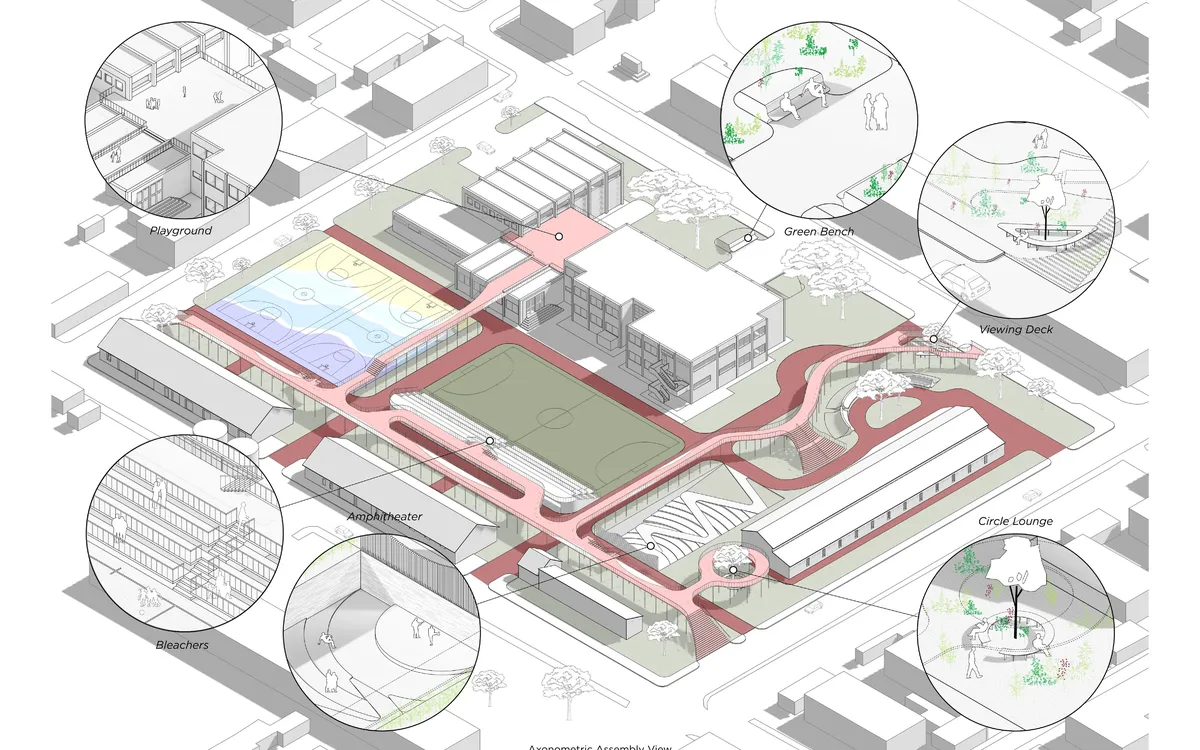 Playground
Green Bench
Viewing Deck
Amphitheater
Circle Lounge
Bleachers
Axonometric Assembly View